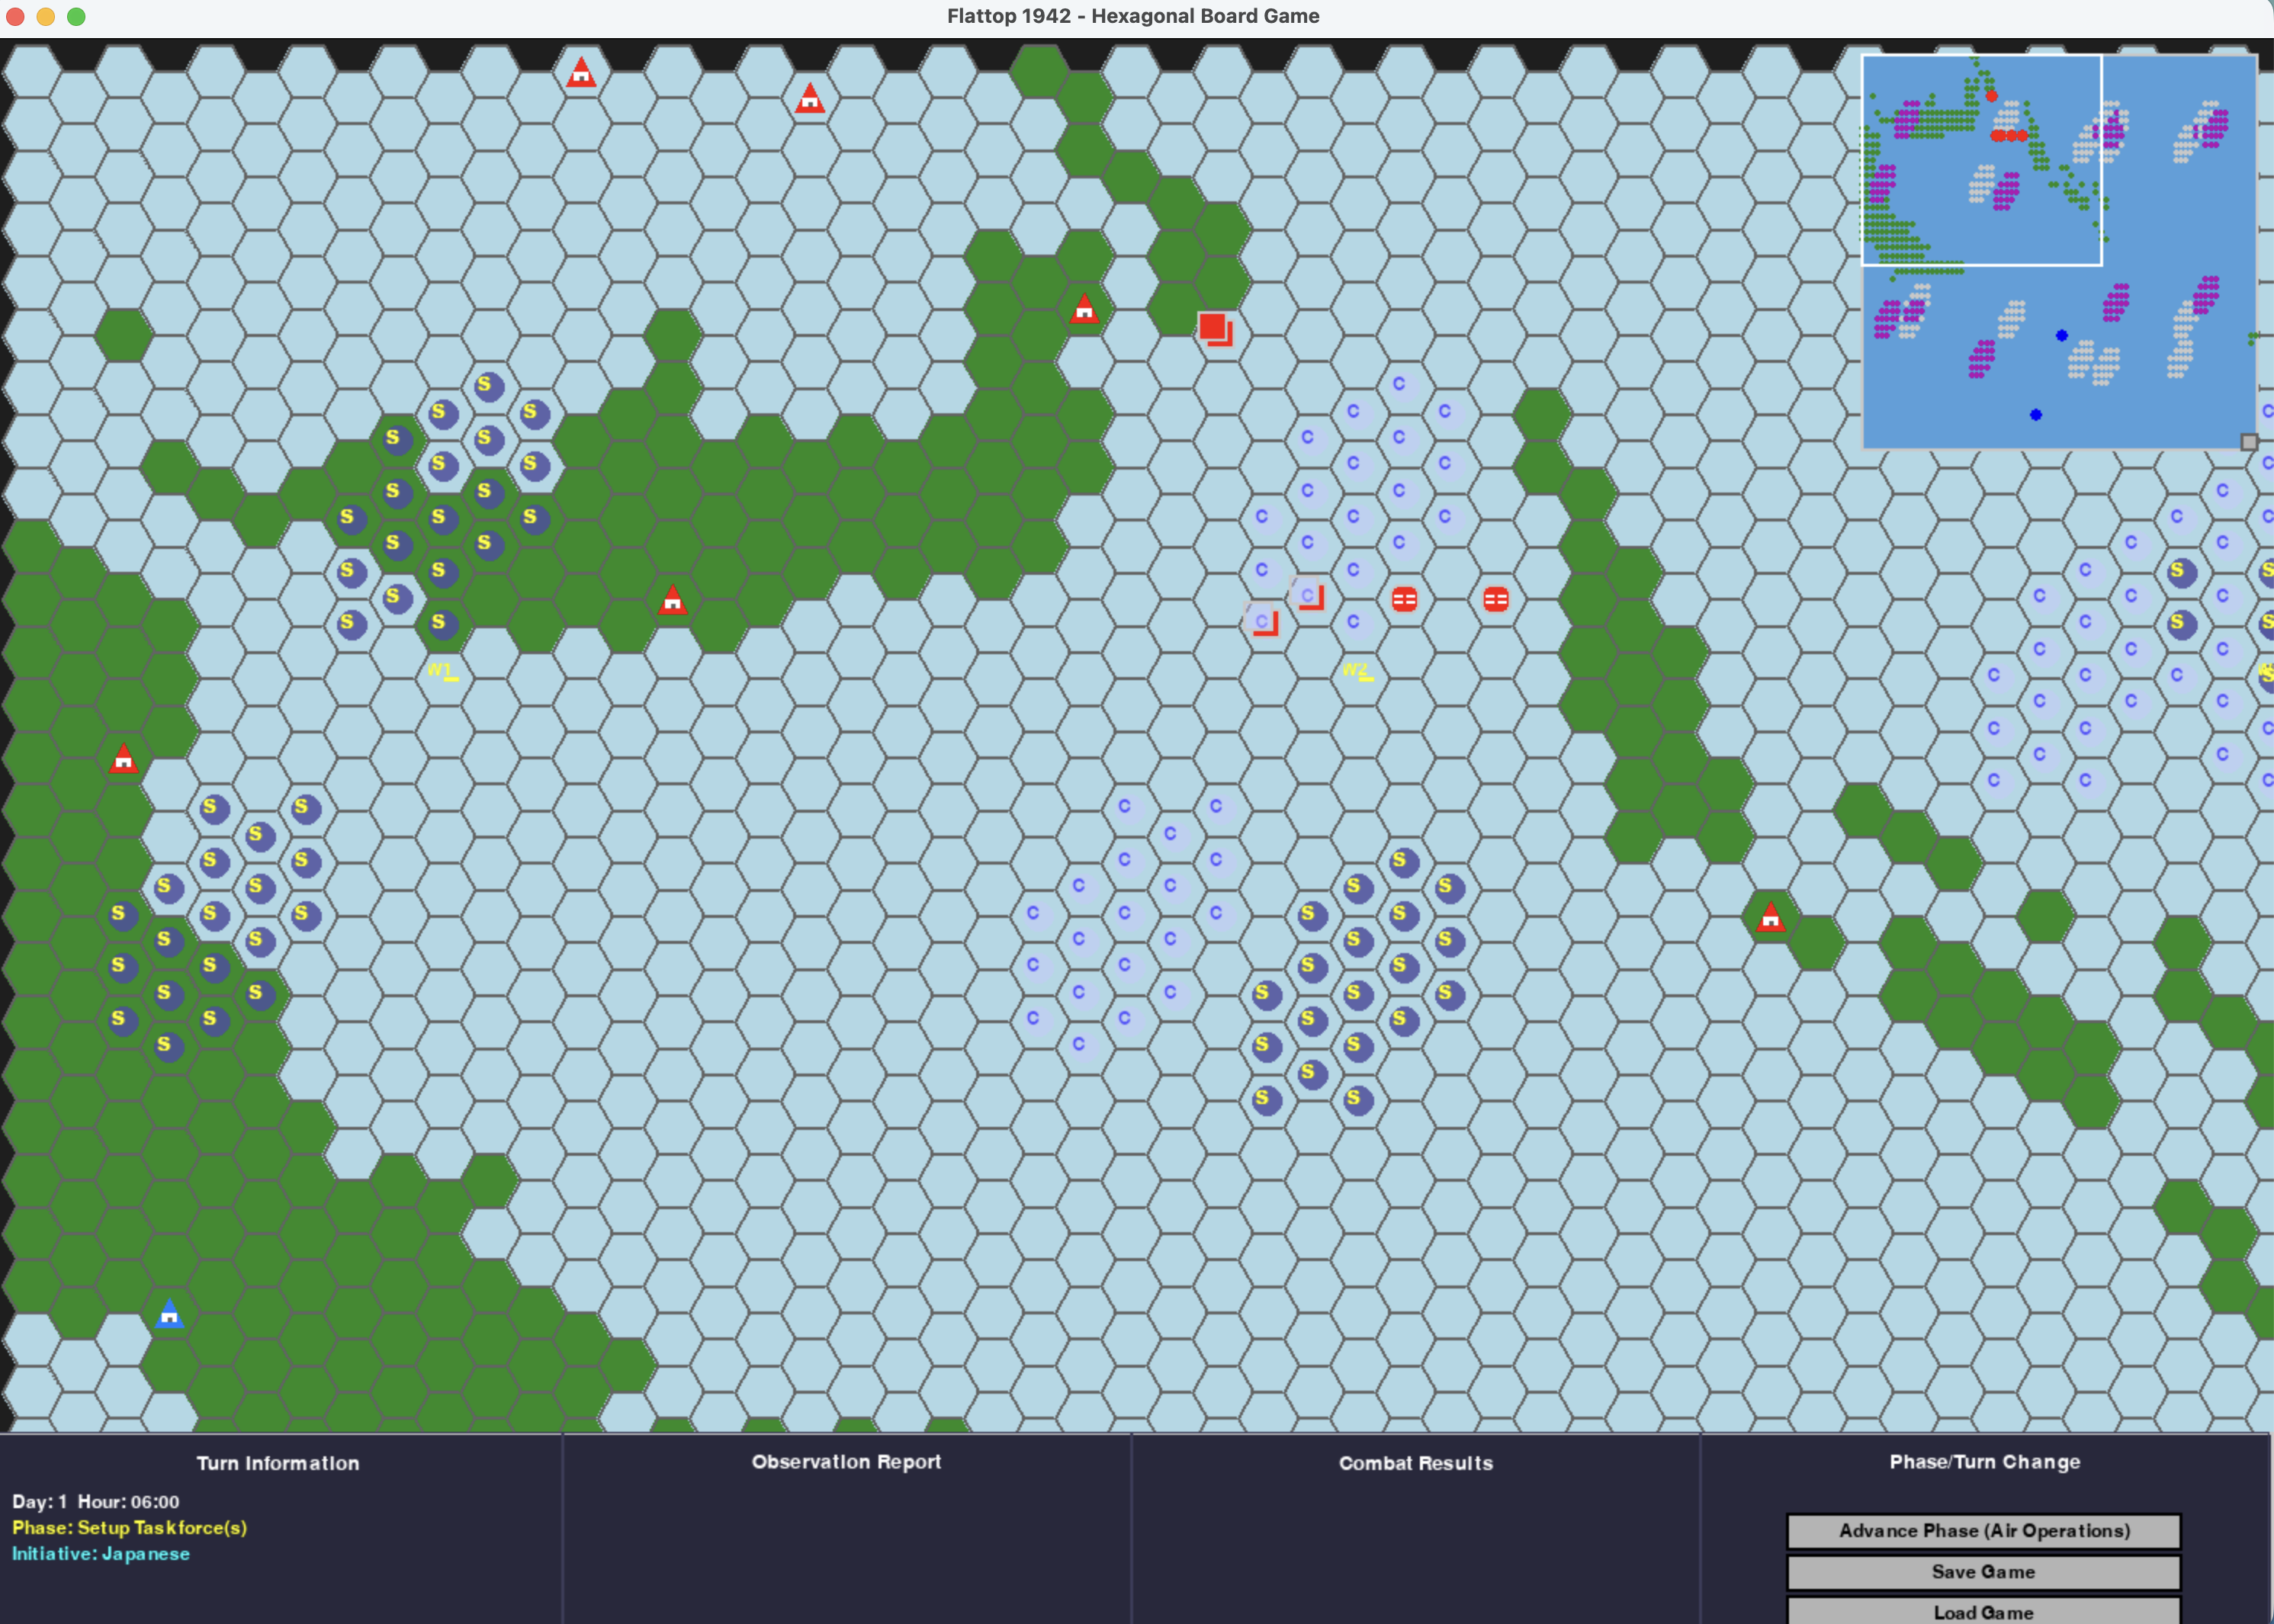 Flattop 1942 - Hexagonal Board Game
S
C
S C C
S S C
S S C C
S S C C
C
S S C C
C
S S S C C C
C C
S S C C C
S C
S S C C C S S
C C
S C C
S S C C S S
C C
W1 W2
C C C
C C C
C C C
C C
C C C
S S C C
S C
S S C C S
S S C C S S
S S S C C C S S
S S C C S S
S S C C S S
S S C S S S
S S C C S S
S C S S
S
S S
Turn Information
Day: 1 Hour: 06:00
Phase: Setup Taskforce(s)
Initiative: Japanese
Observation Report
Combat Results
Phase/Turn Change
Advance Phase (Air Operations)
Save Game
Load Game